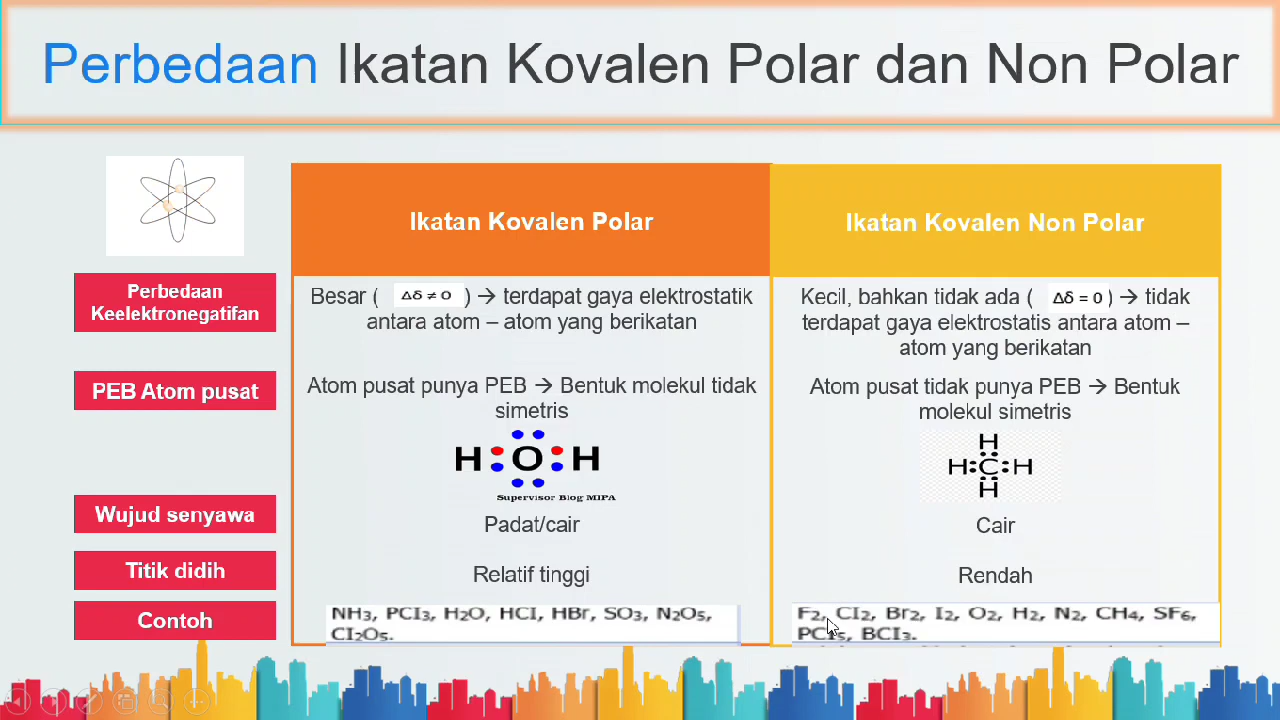 Perbedaan Ikatan Kovalen Polar dan Non Polar
Ikatan Kovalen Polar
Ikatan Kovalen Non Polar
Perbedaan
Keelektronegatifan
Besar ( Δδ ≠ 0 ) → terdapat gaya elektrostatik
antara atom – atom yang berikatan
Kecil, bahkan tidak ada ( Δδ = 0 ) → tidak
terdapat gaya elektrostatis antara atom –
atom yang berikatan
PEB Atom pusat
Atom pusat punya PEB → Bentuk molekul tidak
simetris
H O H
Supervisor Blog MIPA
Atom pusat tidak punya PEB → Bentuk
molekul simetris
H
H:C:H
H
Wujud senyawa
Padat/cair
Cair
Titik didih
Relatif tinggi
Rendah
Contoh
NH3, PCI3, H2O, HCI, HBr, SO3, N2O5,
CI2O5.
F2, CI2, Br2, I2, O2, H2, N2, CH4, SF6,
PCI5, BCI3.